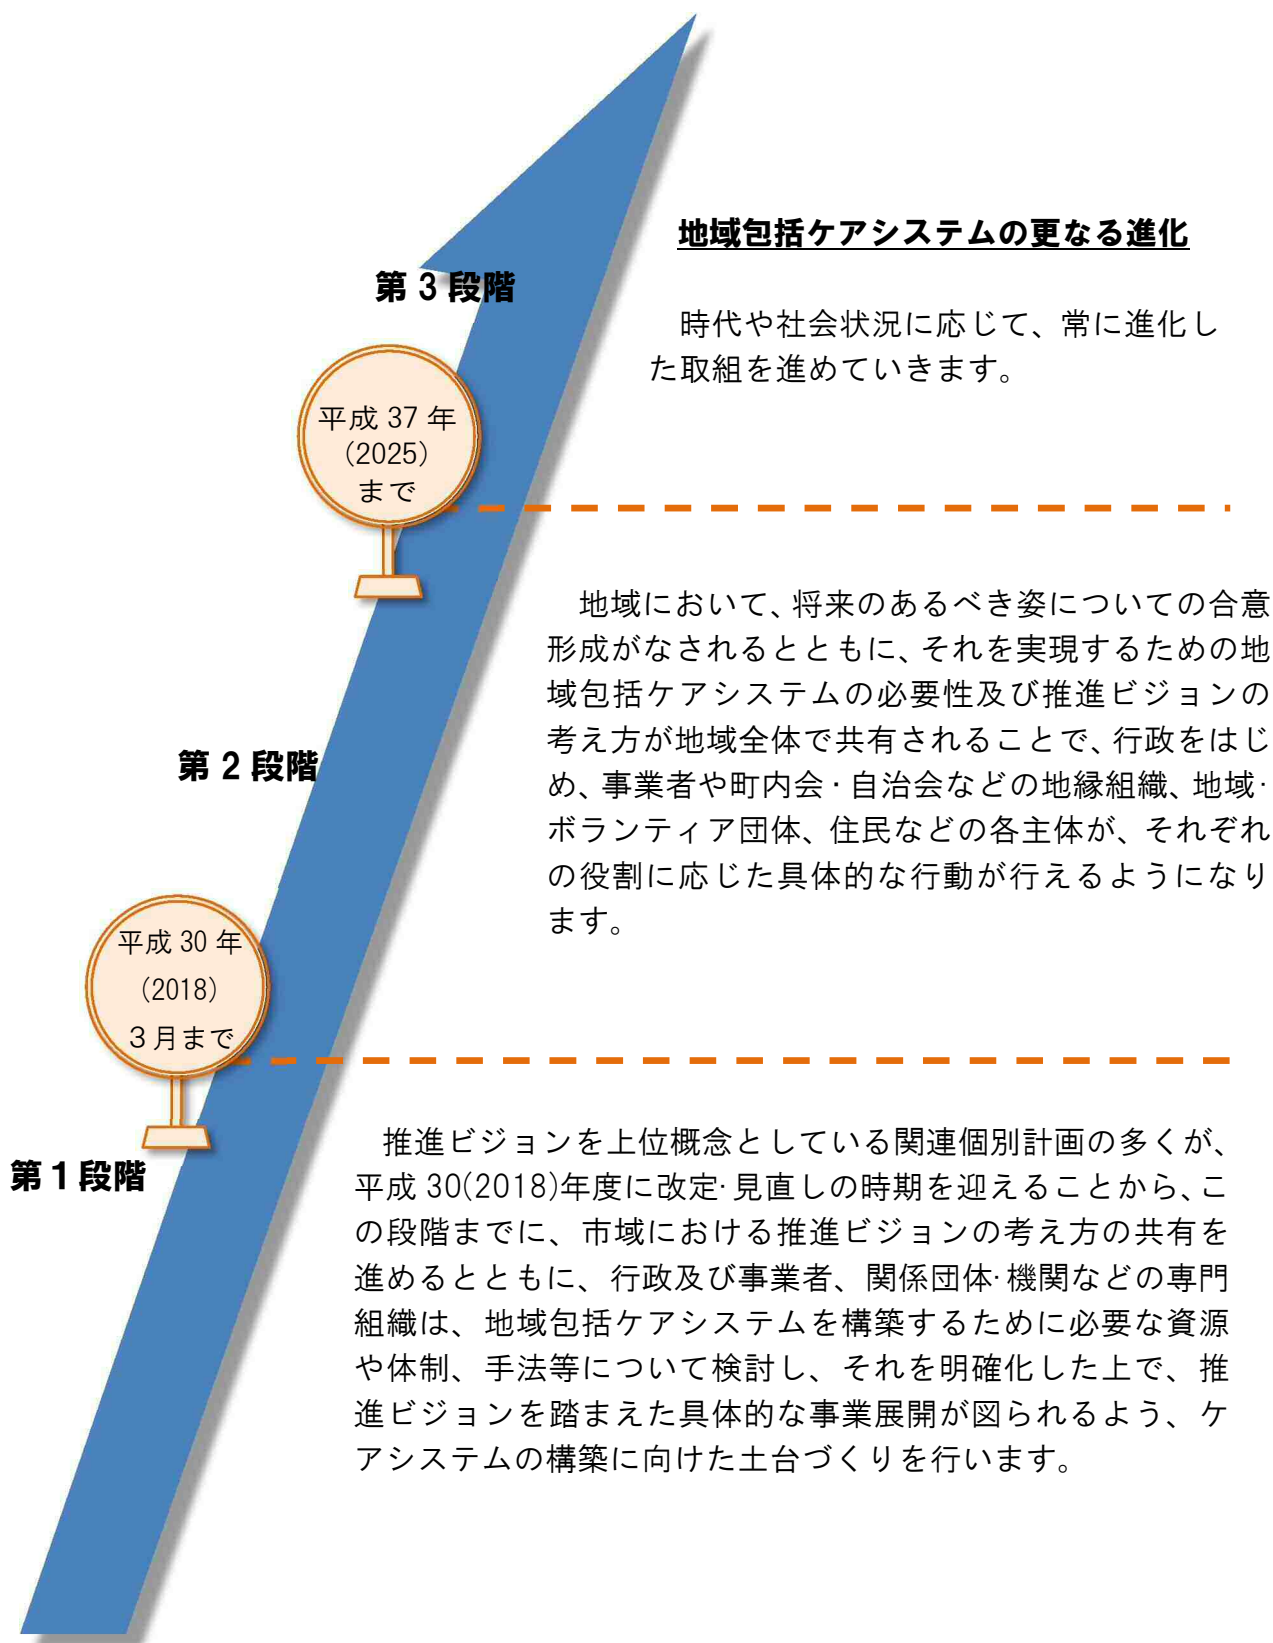 地域包括ケアシステムの更なる進化
第３段階
時代や社会状況に応じて、常に進化し
た取組を進めていきます。
平成 37 年
(2025)
まで
地域において、将来のあるべき姿についての合意
形成がなされるとともに、それを実現するための地
域包括ケアシステムの必要性及び推進ビジョンの
考え方が地域全体で共有されることで、行政をはじ
め、事業者や町内会・自治会などの地縁組織、地域・
ボランティア団体、住民などの各主体が、それぞれ
の役割に応じた具体的な行動が行えるようになり
ます。
第２段階
平成 30 年
(2018)
３月まで
第１段階
推進ビジョンを上位概念としている関連個別計画の多くが、
平成 30(2018)年度に改定・見直しの時期を迎えることから、こ
の段階までに、市域における推進ビジョンの考え方の共有を
進めるとともに、行政及び事業者、関係団体・機関などの専門
組織は、地域包括ケアシステムを構築するために必要な資源
や体制、手法等について検討し、それを明確化した上で、推
進ビジョンを踏まえた具体的な事業展開が図られるよう、ケ
アシステムの構築に向けた土台づくりを行います。